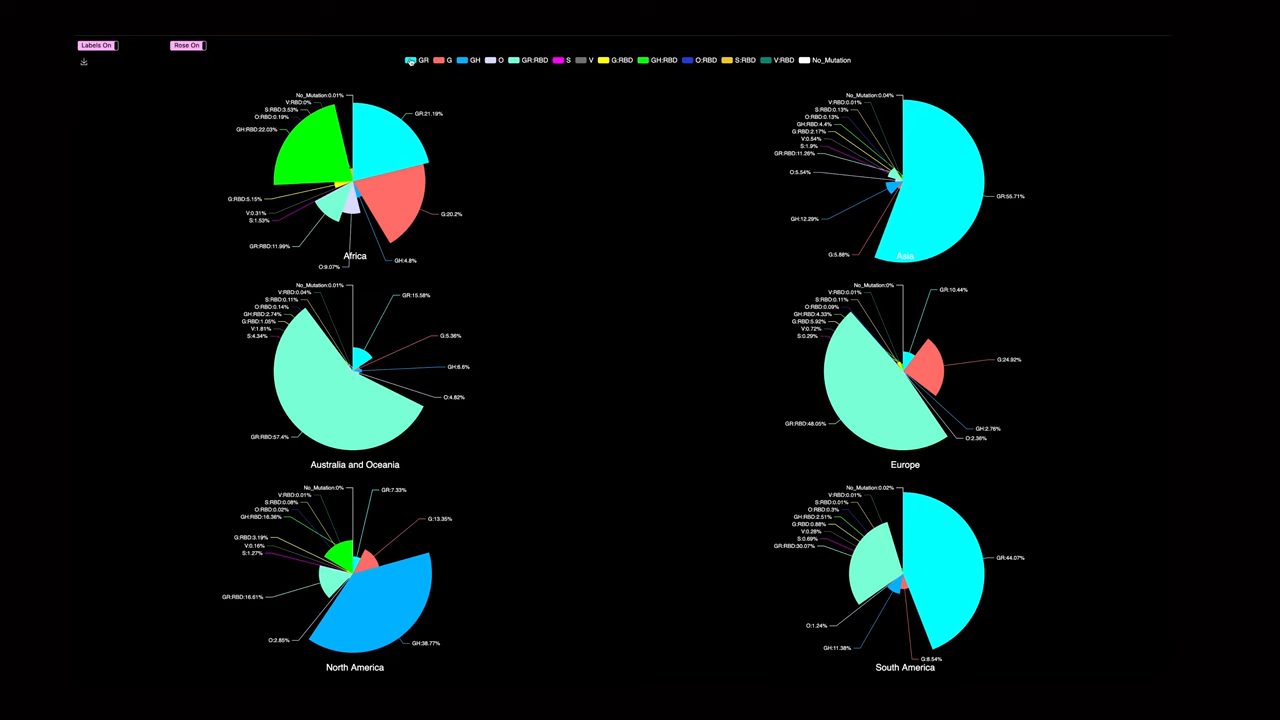 Labels On
Rose On
GR G GH O GR:RBD S V G:RBD GH:RBD O:RBD S:RBD V:RBD No_Mutation
No_Mutation:0.01%
V:RBD:0%
S:RBD:3.53%
O:RBD:0.19%
GH:RBD:22.03%
G:RBD:5.15%
V:0.31%
S:1.53%
GR:RBD:11.99%
O:9.07%
GH:4.8%
G:20.2%
GR:21.19%
Africa
No_Mutation:0.04%
V:RBD:0.01%
S:RBD:0.13%
O:RBD:0.13%
GH:RBD:4.4%
G:RBD:2.17%
V:0.54%
S:1.9%
GR:RBD:11.26%
O:5.54%
GH:12.29%
G:5.88%
GR:55.71%
Asia
No_Mutation:0.01%
V:RBD:0.04%
S:RBD:0.11%
O:RBD:0.14%
GH:RBD:2.74%
G:RBD:1.05%
V:1.81%
S:4.34%
GR:RBD:57.4%
GR:15.58%
G:5.36%
GH:6.6%
O:4.82%
Australia and Oceania
No_Mutation:0%
V:RBD:0.01%
S:RBD:0.11%
O:RBD:0.09%
GH:RBD:4.33%
G:RBD:5.92%
V:0.72%
S:0.29%
GR:RBD:48.05%
GR:10.44%
G:24.92%
GH:2.76%
O:2.36%
Europe
No_Mutation:0%
V:RBD:0.01%
S:RBD:0.08%
O:RBD:0.02%
GH:RBD:16.36%
G:RBD:3.19%
V:0.16%
S:1.27%
GR:RBD:16.61%
O:2.85%
GR:7.33%
G:13.35%
GH:38.77%
North America
No_Mutation:0.02%
V:RBD:0.01%
S:RBD:0.01%
O:RBD:0.3%
GH:RBD:2.51%
G:RBD:0.88%
V:0.28%
S:0.69%
GR:RBD:30.07%
O:1.24%
GH:11.38%
G:8.54%
GR:44.07%
South America